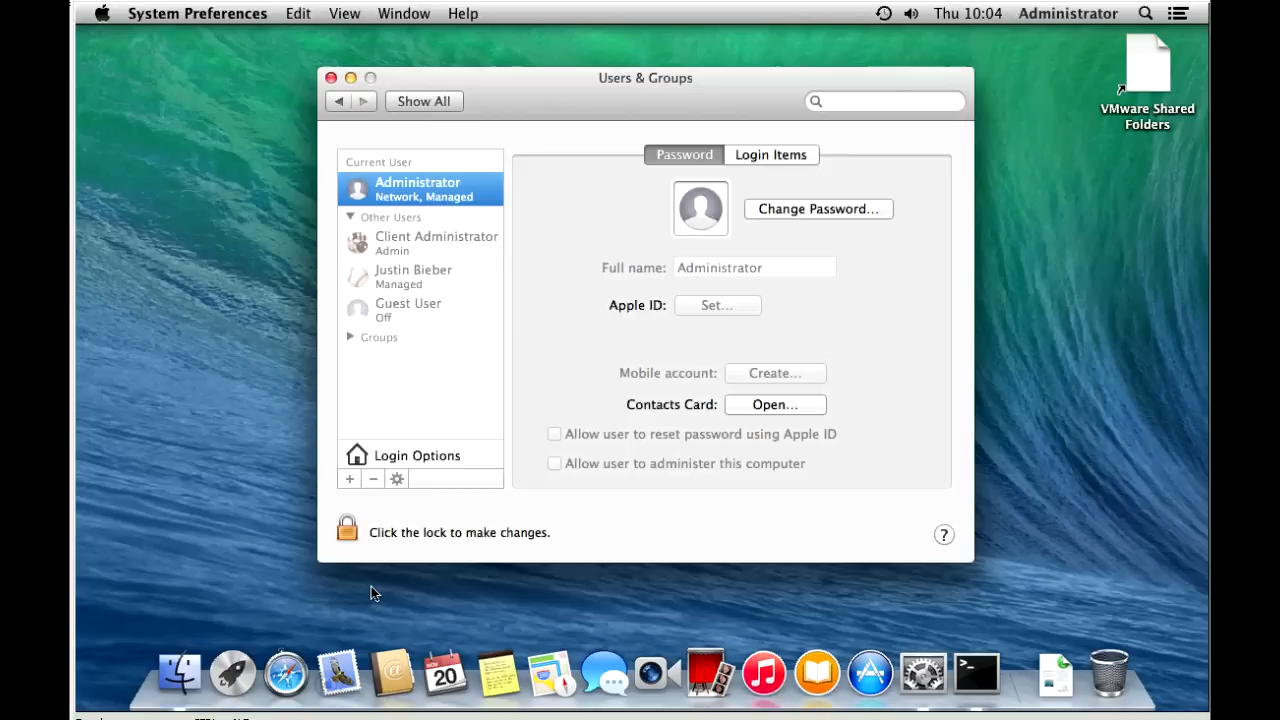 System Preferences Edit View Window Help Thu 10:04 Administrator
VMware Shared
Folders
Users & Groups
Show All
Current User
Administrator
Network, Managed
Other Users
Client Administrator
Admin
Justin Bieber
Managed
Guest User
Off
Groups
Login Options
+ −
Password Login Items
Change Password...
Full name: Administrator
Apple ID: Set...
Mobile account: Create...
Contacts Card: Open...
Allow user to reset password using Apple ID
Allow user to administer this computer
Click the lock to make changes.
?
NOV
20
@
>_